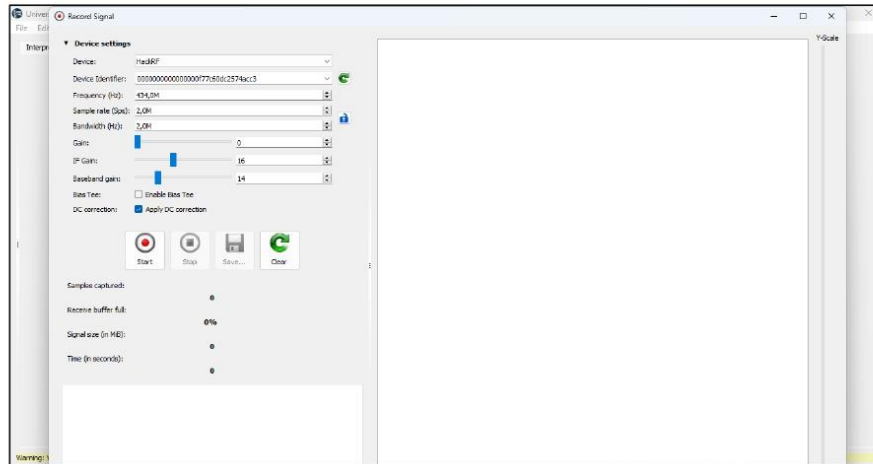 Univer
Record Signal
File Edi
Interpr
Device settings
Y-Scale
Device: HackRF
Device Identifier: 0000000000000000f77c60dc2574acc3
Frequency (Hz): 434,0M
Sample rate (Sps): 2,0M
Bandwidth (Hz): 2,0M
Gain: 0
IF Gain: 16
Baseband gain: 14
Bias Tee: Enable Bias Tee
DC correction: Apply DC correction
Start Stop Save... Clear
Samples captured:
0
Receive buffer full:
0%
Signal size (in MiB):
0
Time (in seconds):
0
Warning: